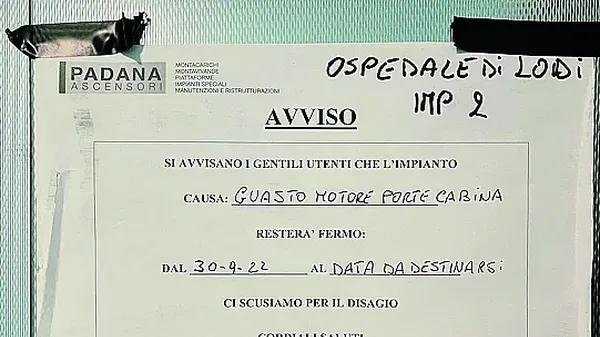 PADANA
ASCENSORI
MONTACARICHI
MONTAVIVANDE
PIATTAFORME
IMPIANTI SPECIALI
MANUTENZIONI E RISTRUTTURAZIONI
OSPEDALE DI LODI
IMP 2
AVVISO
SI AVVISANO I GENTILI UTENTI CHE L'IMPIANTO
CAUSA: GUASTO MOTORE PORTE CABINA
RESTERA' FERMO:
DAL 30-9-22 AL DATA DA DESTINARSI
CI SCUSIAMO PER IL DISAGIO
CORDIALI SALUTI